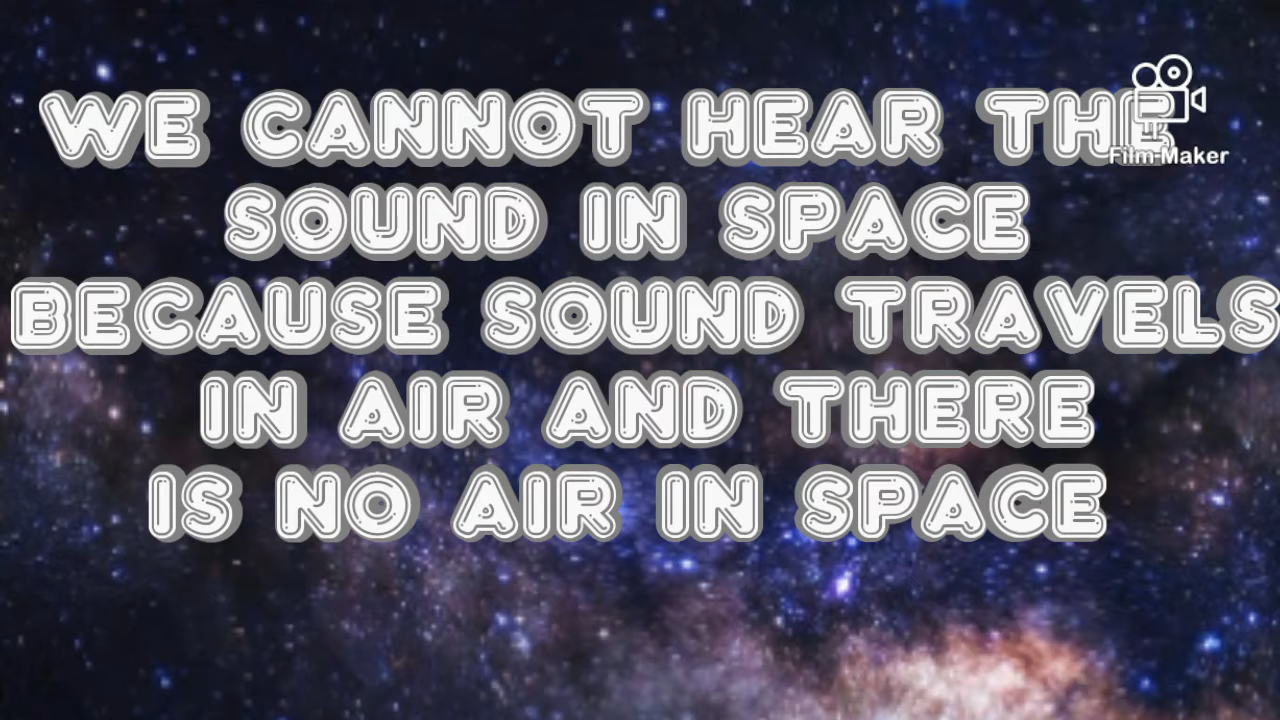 WE CANNOT HEAR THE
Film Maker
SOUND IN SPACE
BECAUSE SOUND TRAVELS
IN AIR AND THERE
IS NO AIR IN SPACE